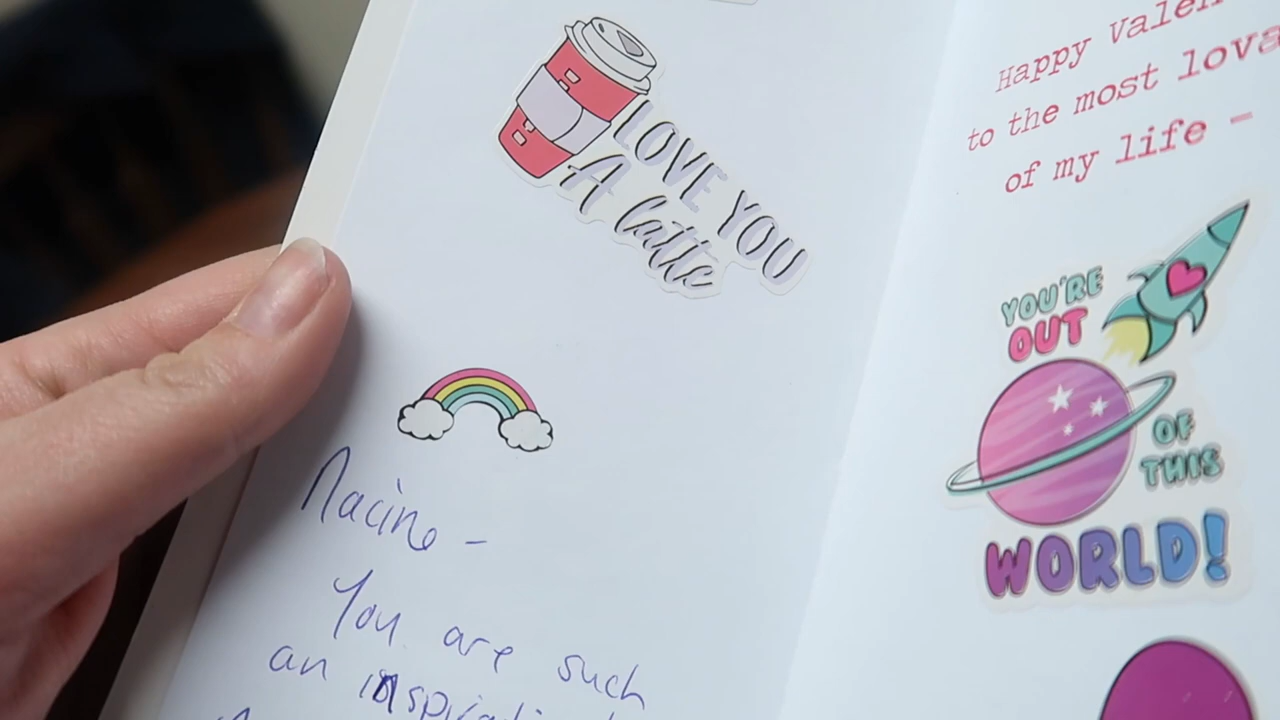 LOVE YOU
A latte
Nacine -
You are such
an
Happy
to the most
of my life -
YOU'RE
OUT
OF
THIS
WORLD!